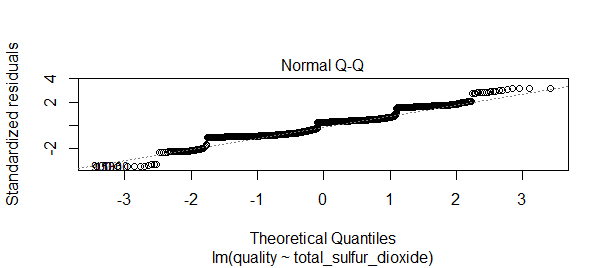 Normal Q-Q
Standardized residuals
4
2
-2
-3
-2
-1
0
1
2
3
Theoretical Quantiles
lm(quality ~ total_sulfur_dioxide)